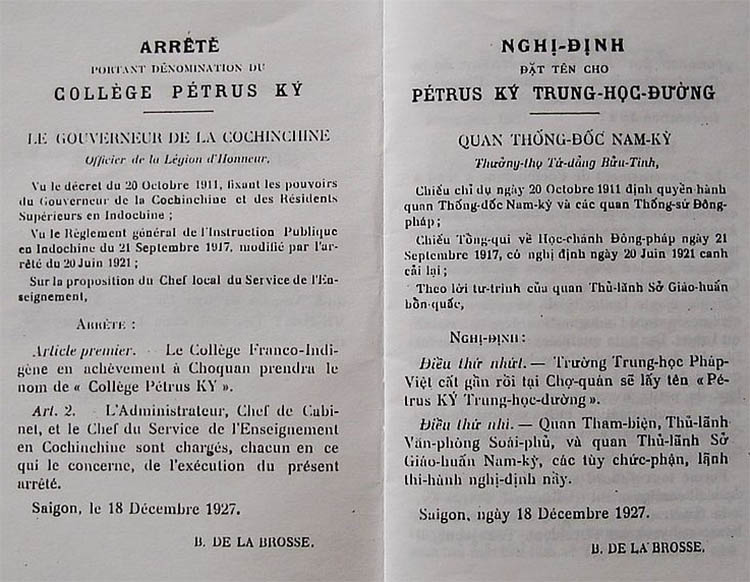 ARRÊTÉ
PORTANT DÉNOMINATION DU
COLLÈGE PÉTRUS KÝ
LE GOUVERNEUR DE LA COCHINCHINE
Officier de la Légion d'Honneur,
Vu le décret du 20 Octobre 1911, fixant les pouvoirs
du Gouverneur de la Cochinchine et des Résidents
Supérieurs en Indochine ;
Vu le Règlement général de l'Instruction Publique
en Indochine du 21 Septembre 1917, modifié par l'ar-
rêté du 20 Juin 1921 ;
Sur la proposition du Chef local du Service de l'En-
seignement,
ARRÊTE :
Article premier. — Le Collège Franco-Indi-
gène en achèvement à Choquan prendra le
nom de « Collège Pétrus KÝ ».
Art. 2. — L'Administrateur, Chef de Cabi-
net, et le Chef du Service de l'Enseignement
en Cochinchine sont chargés, chacun en ce
qui le concerne, de l'exécution du présent
arrêté.
Saigon, le 18 Décembre 1927.
B. DE LA BROSSE.
NGHỊ-ĐỊNH
ĐẶT TÊN CHO
PÉTRUS KÝ TRUNG-HỌC-ĐƯỜNG
QUAN THỐNG-ĐỐC NAM-KỲ
Thưởng-thọ Tứ-đẳng Bửu-Tinh,
Chiếu chỉ dụ ngày 20 Octobre 1911 định quyền hành
quan Thống-đốc Nam-kỳ và các quan Thống-sứ Đông-
pháp ;
Chiếu Tổng-qui về Học-chánh Đông-pháp ngày 21
Septembre 1917, có nghị định ngày 20 Juin 1921 canh
cải lại ;
Theo lời tư-trình của quan Thủ-lãnh Sở Giáo-huấn
bổn-quốc,
NGHỊ-ĐỊNH :
Điều thứ nhứt. — Trường Trung-học Pháp-
Việt cất gần rồi tại Chợ-quán sẽ lấy tên « Pé-
trus KÝ Trung-học-đường ».
Điều thứ nhì. — Quan Tham-biện, Thủ-lãnh
Văn-phòng Soái-phủ, và quan Thủ-lãnh Sở
Giáo-huấn Nam-kỳ, các tùy chức-phận, lãnh
thi-hành nghị-định nầy.
Saigon, ngày 18 Décembre 1927.
B. DE LA BROSSE.